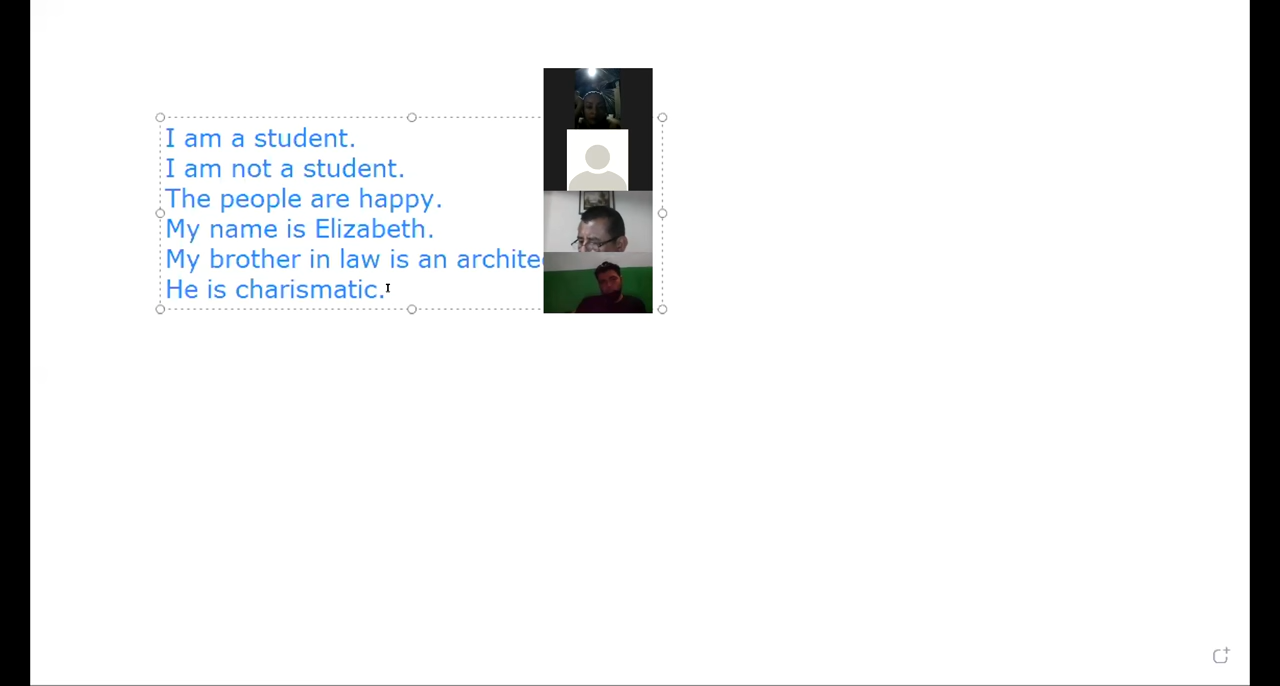 I am a student.
I am not a student.
The people are happy.
My name is Elizabeth.
My brother in law is an
He is charismatic.